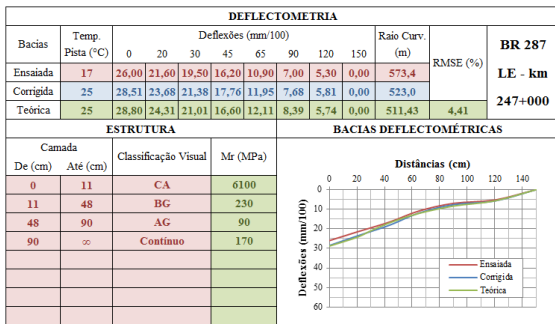 DEFLECTOMETRIA
Bacias Temp. Pista (°C) Deflexões (mm/100) Raio Curv. (m) RMSE (%) BR 287 LE - km 247+000
0 20 30 45 65 90 120 150
Ensaiada 17 26,00 21,60 19,50 16,20 10,90 7,00 5,30 0,00 573,4
Corrigida 25 28,51 23,68 21,38 17,76 11,95 7,68 5,81 0,00 523,0
Teórica 25 28,80 24,31 21,01 16,60 12,11 8,39 5,74 0,00 511,43 4,41
ESTRUTURA
Camada Classificação Visual Mr (MPa)
De (cm) Até (cm)
0 11 CA 6100
11 48 BG 230
48 90 AG 90
90 ∞ Contínuo 170
BACIAS DEFLECTOMÉTRICAS
Distâncias (cm)
0 20 40 60 80 100 120 140
Deflexões (mm/100)
0
10
20
30
40
50
60
Ensaiada
Corrigida
Teórica